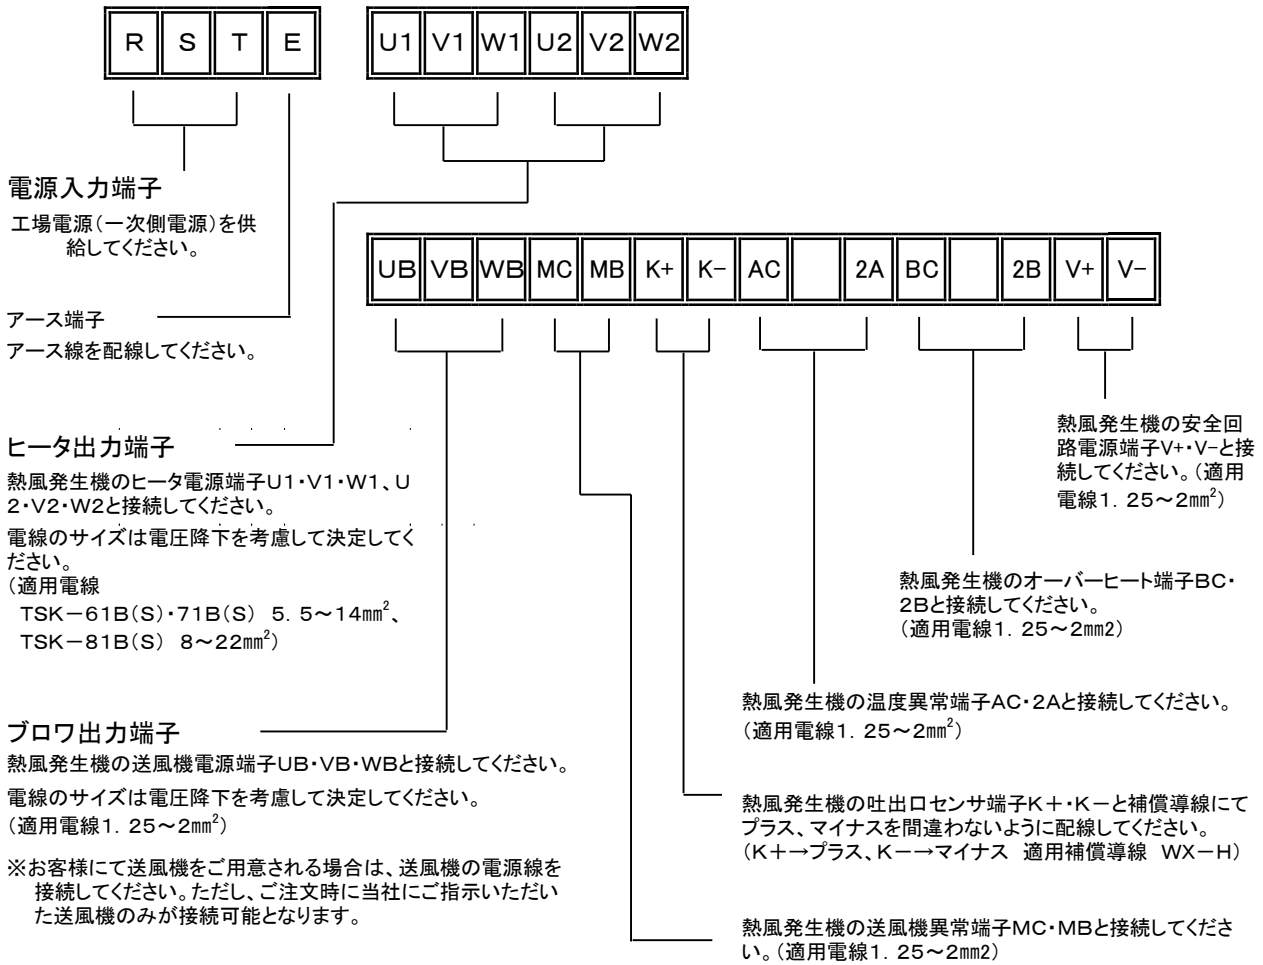 R S T E
U1 V1 W1 U2 V2 W2
電源入力端子
工場電源（一次側電源）を供
給してください。
UB VB WB MC MB K+ K- AC 2A BC 2B V+ V-
アース端子
アース線を配線してください。
ヒータ出力端子
熱風発生機のヒータ電源端子U1・V1・W1、U
2・V2・W2と接続してください。
電線のサイズは電圧降下を考慮して決定してく
ださい。
（適用電線
TSK－61B（S）・71B（S） 5．5～14㎜²、
TSK－81B（S） 8～22㎜²）
ブロワ出力端子
熱風発生機の送風機電源端子UB・VB・WBと接続してください。
電線のサイズは電圧降下を考慮して決定してください。
（適用電線1．25～2㎜²）
※お客様にて送風機をご用意される場合は、送風機の電源線を
接続してください。ただし、ご注文時に当社にご指示いただい
た送風機のみが接続可能となります。
熱風発生機の安全回
路電源端子V+・V-と接
続してください。（適用
電線1．25～2㎜²）
熱風発生機のオーバーヒート端子BC・
2Bと接続してください。
（適用電線1．25～2㎜2）
熱風発生機の温度異常端子AC・2Aと接続してください。
（適用電線1．25～2㎜²）
熱風発生機の吐出口センサ端子K＋・K－と補償導線にて
プラス、マイナスを間違わないように配線してください。
（K＋→プラス、K－→マイナス 適用補償導線 WX－H）
熱風発生機の送風機異常端子MC・MBと接続してくださ
い。（適用電線1．25～2㎜2）